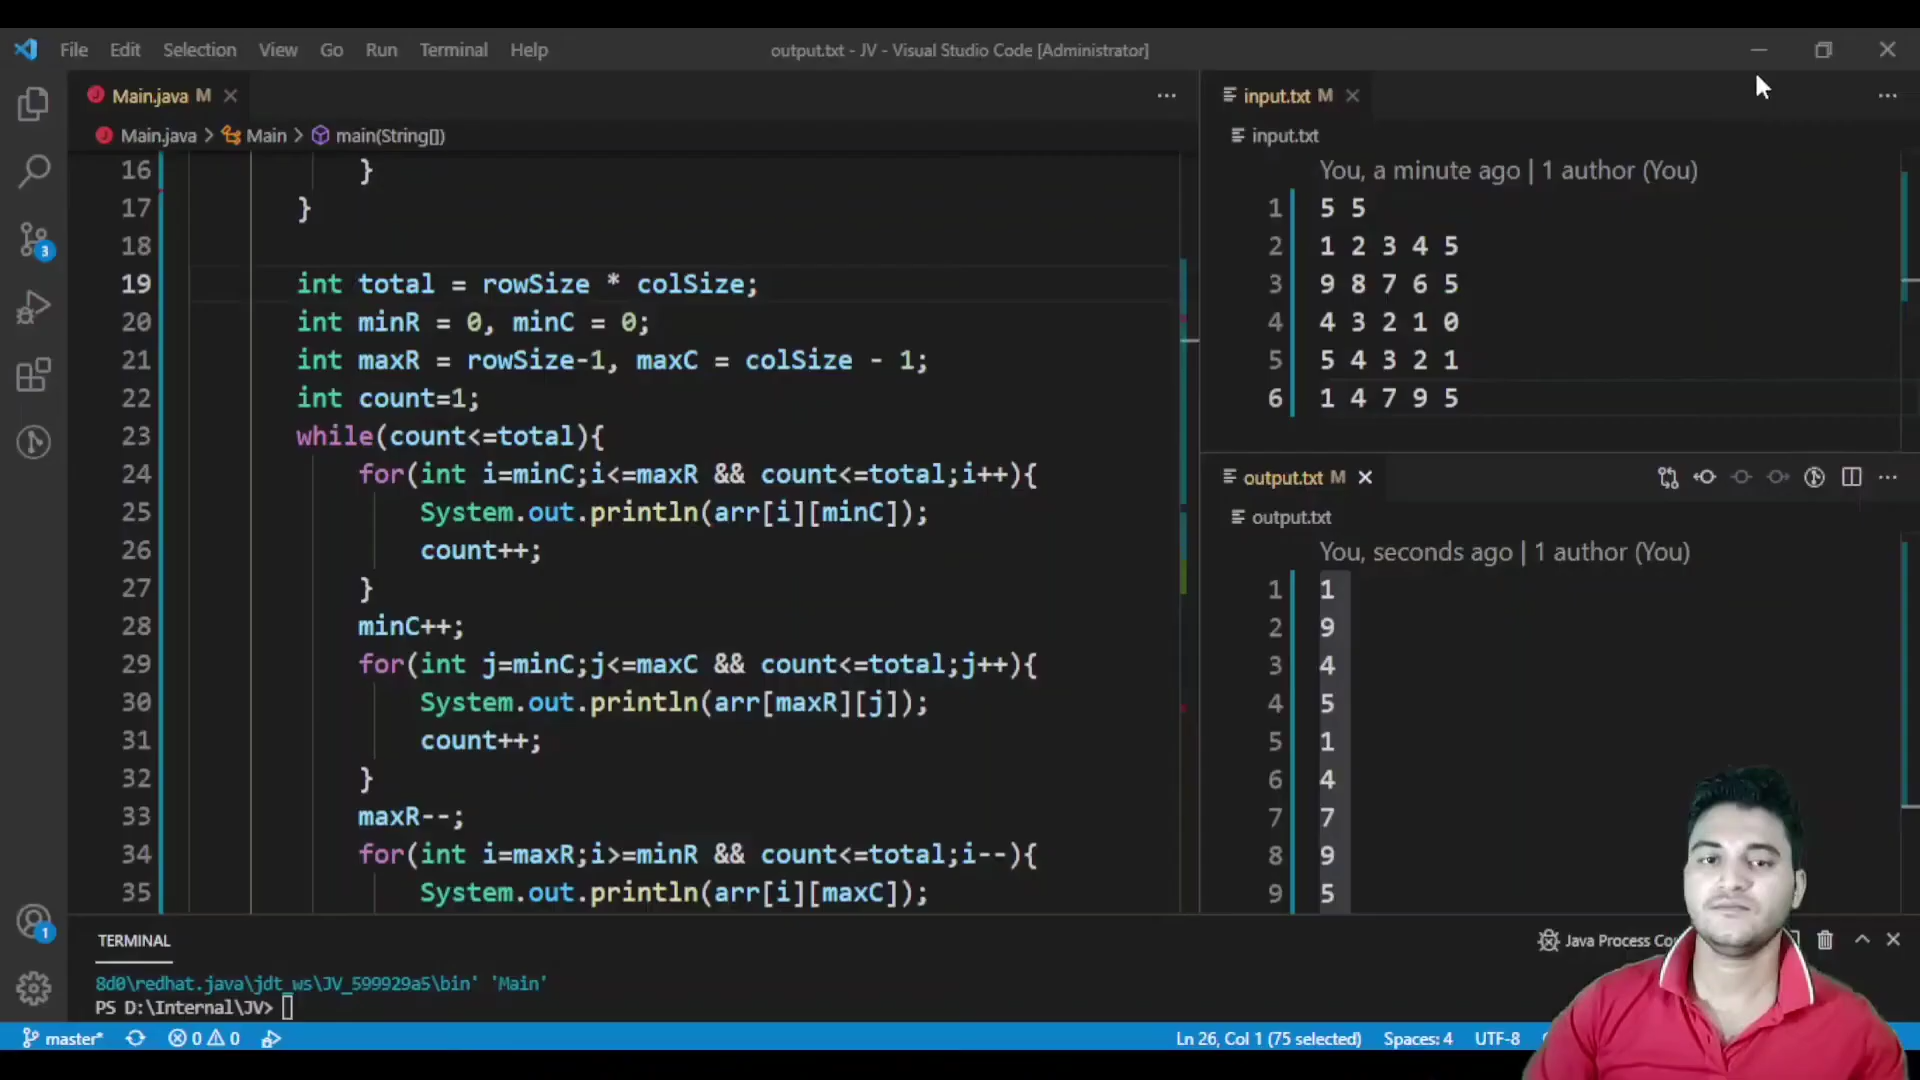 File Edit Selection View Go Run Terminal Help
output.txt - JV - Visual Studio Code [Administrator]
Main.java M
Main.java > Main > main(String[])
16 }
17 }
18
19 int total = rowSize * colSize;
20 int minR = 0, minC = 0;
21 int maxR = rowSize-1, maxC = colSize - 1;
22 int count=1;
23 while(count<=total){
24 for(int i=minC;i<=maxR && count<=total;i++){
25 System.out.println(arr[i][minC]);
26 count++;
27 }
28 minC++;
29 for(int j=minC;j<=maxC && count<=total;j++){
30 System.out.println(arr[maxR][j]);
31 count++;
32 }
33 maxR--;
34 for(int i=maxR;i>=minR && count<=total;i--){
35 System.out.println(arr[i][maxC]);
input.txt M
input.txt
You, a minute ago | 1 author (You)
1 5 5
2 1 2 3 4 5
3 9 8 7 6 5
4 4 3 2 1 0
5 5 4 3 2 1
6 1 4 7 9 5
output.txt M
output.txt
You, seconds ago | 1 author (You)
1 1
2 9
3 4
4 5
5 1
6 4
7 7
8 9
9 5
3
1
TERMINAL
Java Process
8d0\redhat.java\jdt_ws\JV_599929a5\bin' 'Main'
PS D:\Internal\JV>
master* 0 0
Ln 26, Col 1 (75 selected) Spaces: 4 UTF-8